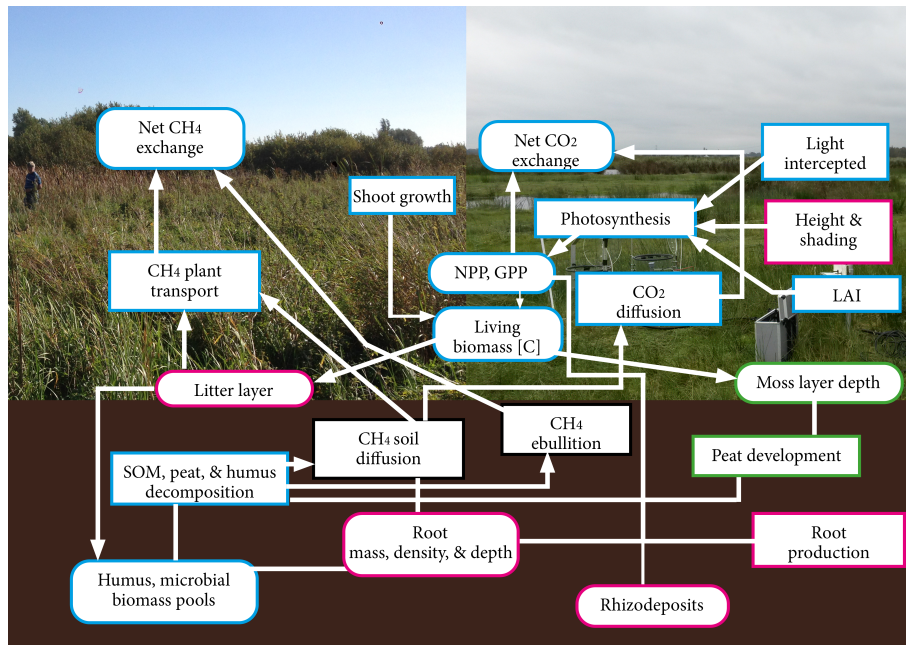 Net CH4
exchange
Net CO2
exchange
Light
intercepted
Shoot growth
Photosynthesis
Height &
shading
CH4 plant
transport
NPP, GPP
CO2
diffusion
LAI
Living
biomass [C]
Litter layer
Moss layer depth
CH4 soil
diffusion
CH4
ebullition
SOM, peat, &
humus
decomposition
Peat development
Root
mass, density, & depth
Root
production
Humus, microbial
biomass pools
Rhizodeposits